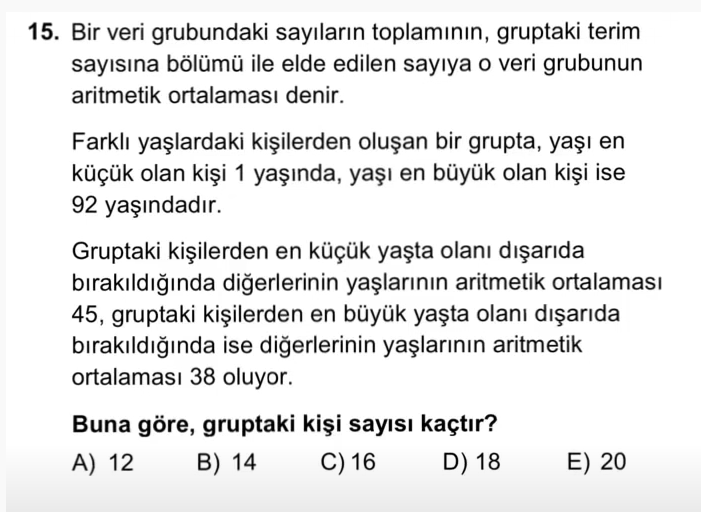 15. Bir veri grubundaki sayıların toplamının, gruptaki terim
sayısına bölümü ile elde edilen sayıya o veri grubunun
aritmetik ortalaması denir.
Farklı yaşlardaki kişilerden oluşan bir grupta, yaşı en
küçük olan kişi 1 yaşında, yaşı en büyük olan kişi ise
92 yaşındadır.
Gruptaki kişilerden en küçük yaşta olanı dışarıda
bırakıldığında diğerlerinin yaşlarının aritmetik ortalaması
45, gruptaki kişilerden en büyük yaşta olanı dışarıda
bırakıldığında ise diğerlerinin yaşlarının aritmetik
ortalaması 38 oluyor.
Buna göre, gruptaki kişi sayısı kaçtır?
A) 12 B) 14 C) 16 D) 18 E) 20